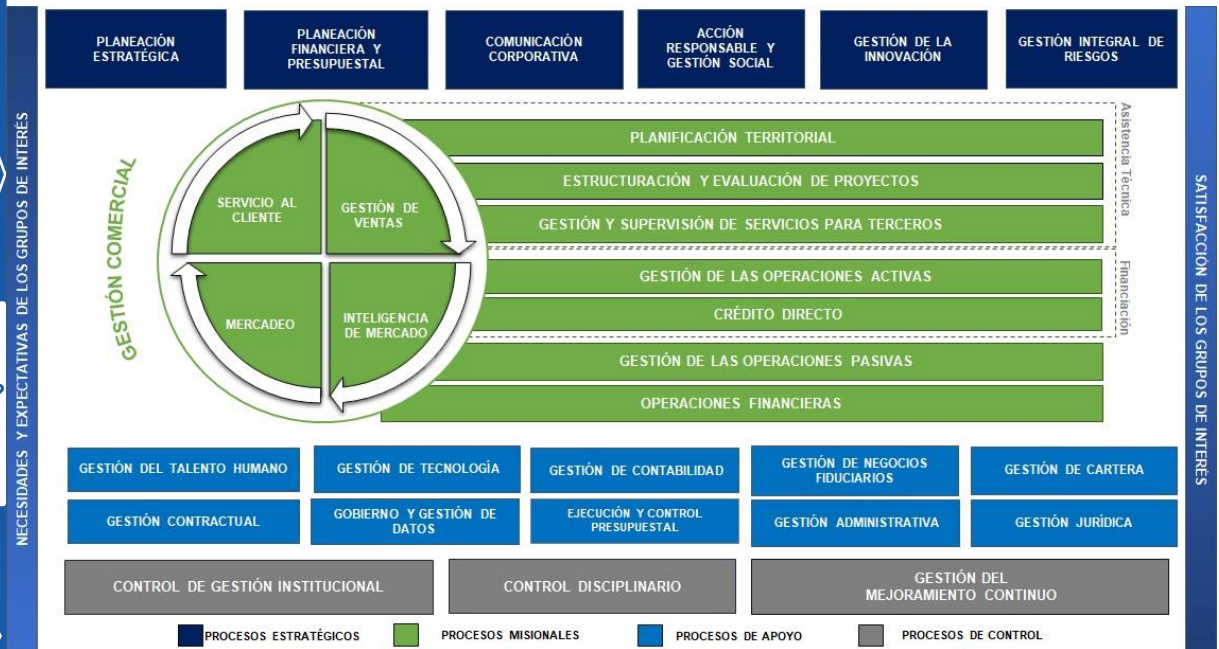 PLANEACIÓN
ESTRATÉGICA
PLANEACIÓN
FINANCIERA Y
PRESUPUESTAL
COMUNICACIÓN
CORPORATIVA
ACCIÓN
RESPONSABLE Y
GESTIÓN SOCIAL
GESTIÓN DE LA
INNOVACIÓN
GESTIÓN INTEGRAL DE
RIESGOS
NECESIDADES Y EXPECTATIVAS DE LOS GRUPOS DE INTERÉS
GESTIÓN COMERCIAL
SERVICIO AL
CLIENTE
GESTIÓN DE
VENTAS
MERCADEO
INTELIGENCIA
DE MERCADO
PLANIFICACIÓN TERRITORIAL
ESTRUCTURACIÓN Y EVALUACIÓN DE PROYECTOS
GESTIÓN Y SUPERVISIÓN DE SERVICIOS PARA TERCEROS
Asistencia Técnica
GESTIÓN DE LAS OPERACIONES ACTIVAS
CRÉDITO DIRECTO
Financiación
GESTIÓN DE LAS OPERACIONES PASIVAS
OPERACIONES FINANCIERAS
SATISFACCIÓN DE LOS GRUPOS DE INTERÉS
GESTIÓN DEL TALENTO HUMANO
GESTIÓN DE TECNOLOGÍA
GESTIÓN DE CONTABILIDAD
GESTIÓN DE NEGOCIOS
FIDUCIARIOS
GESTIÓN DE CARTERA
GESTIÓN CONTRACTUAL
GOBIERNO Y GESTIÓN DE
DATOS
EJECUCIÓN Y CONTROL
PRESUPUESTAL
GESTIÓN ADMINISTRATIVA
GESTIÓN JURÍDICA
CONTROL DE GESTIÓN INSTITUCIONAL
CONTROL DISCIPLINARIO
GESTIÓN DEL
MEJORAMIENTO CONTINUO
PROCESOS ESTRATÉGICOS
PROCESOS MISIONALES
PROCESOS DE APOYO
PROCESOS DE CONTROL